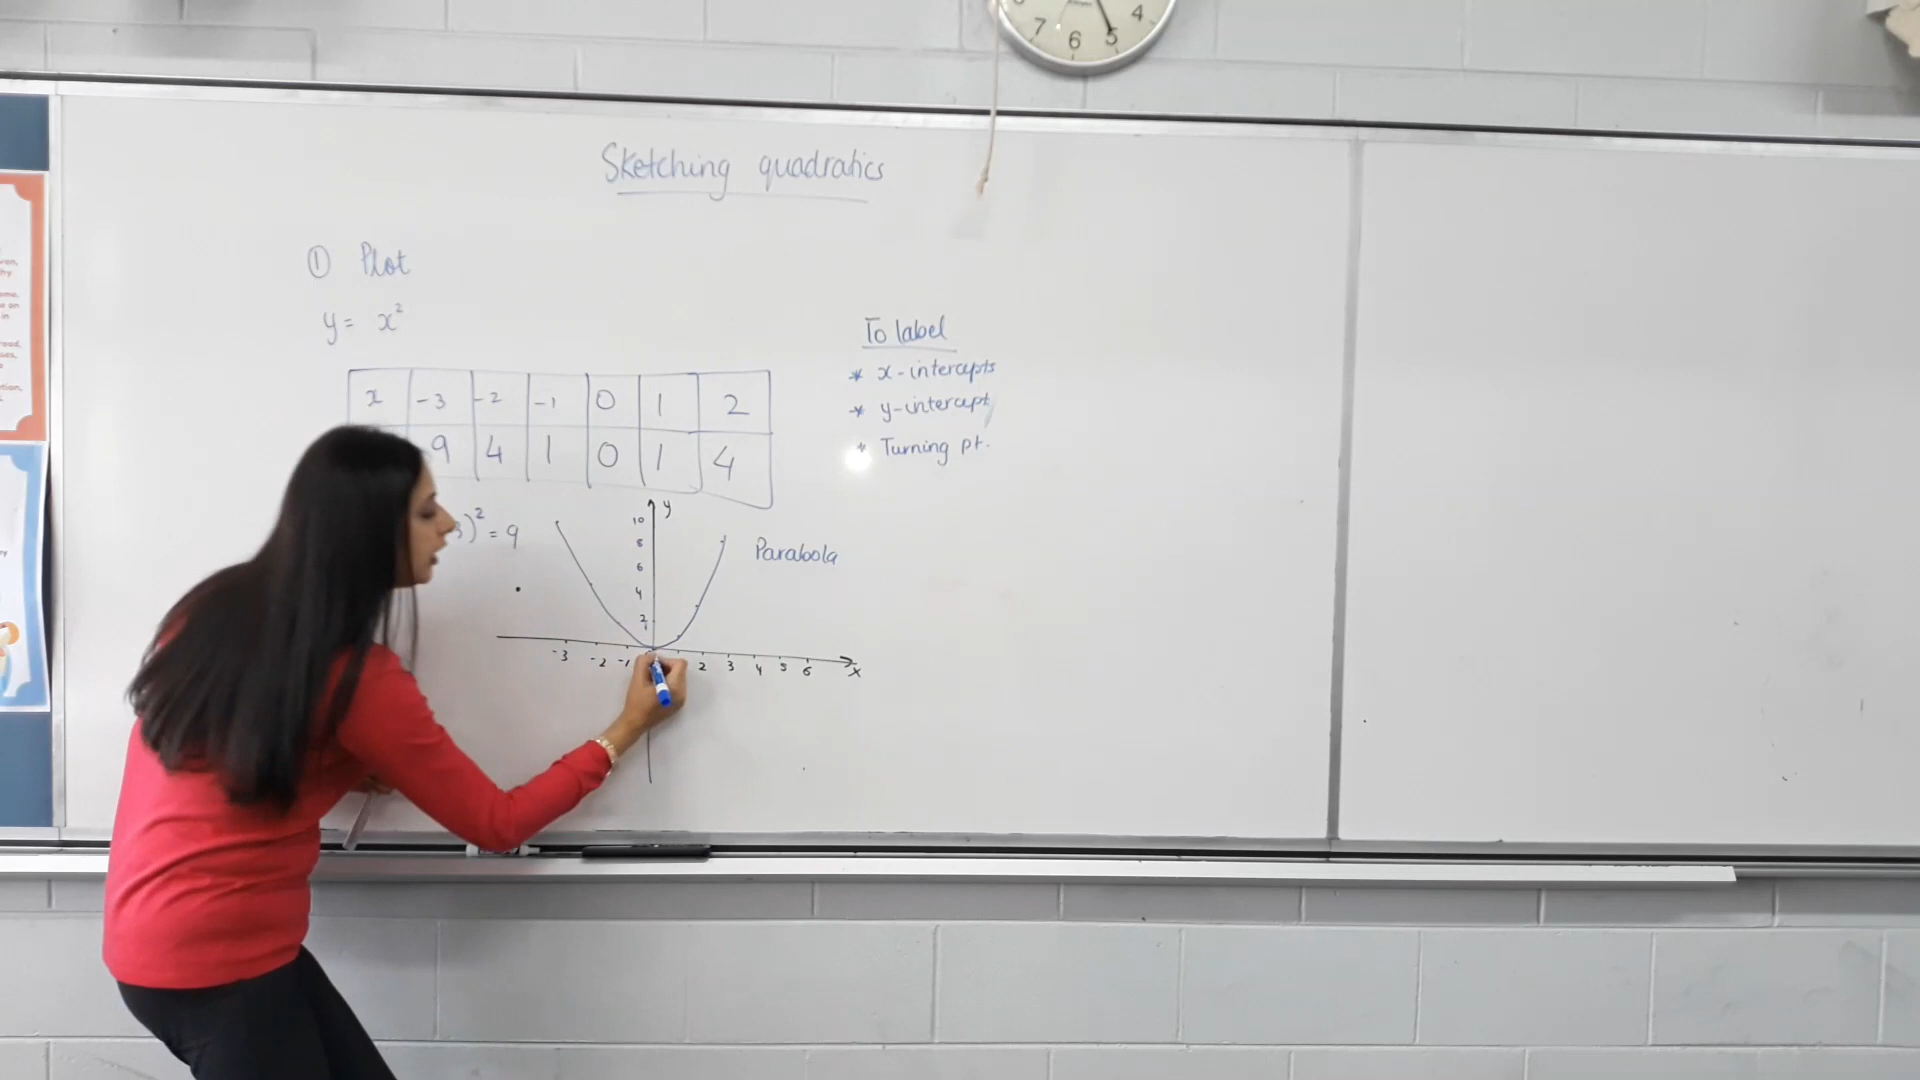 7 6 5 4
Sketching quadratics
① Plot
y = x²
x -3 -2 -1 0 1 2
9 4 1 0 1 4
To label
* x-intercepts
* y-intercept
* Turning pt.
3)² = 9
y
10
8
6
4
2
1
Parabola
-3 -2 -1 2 3 4 5 6 x